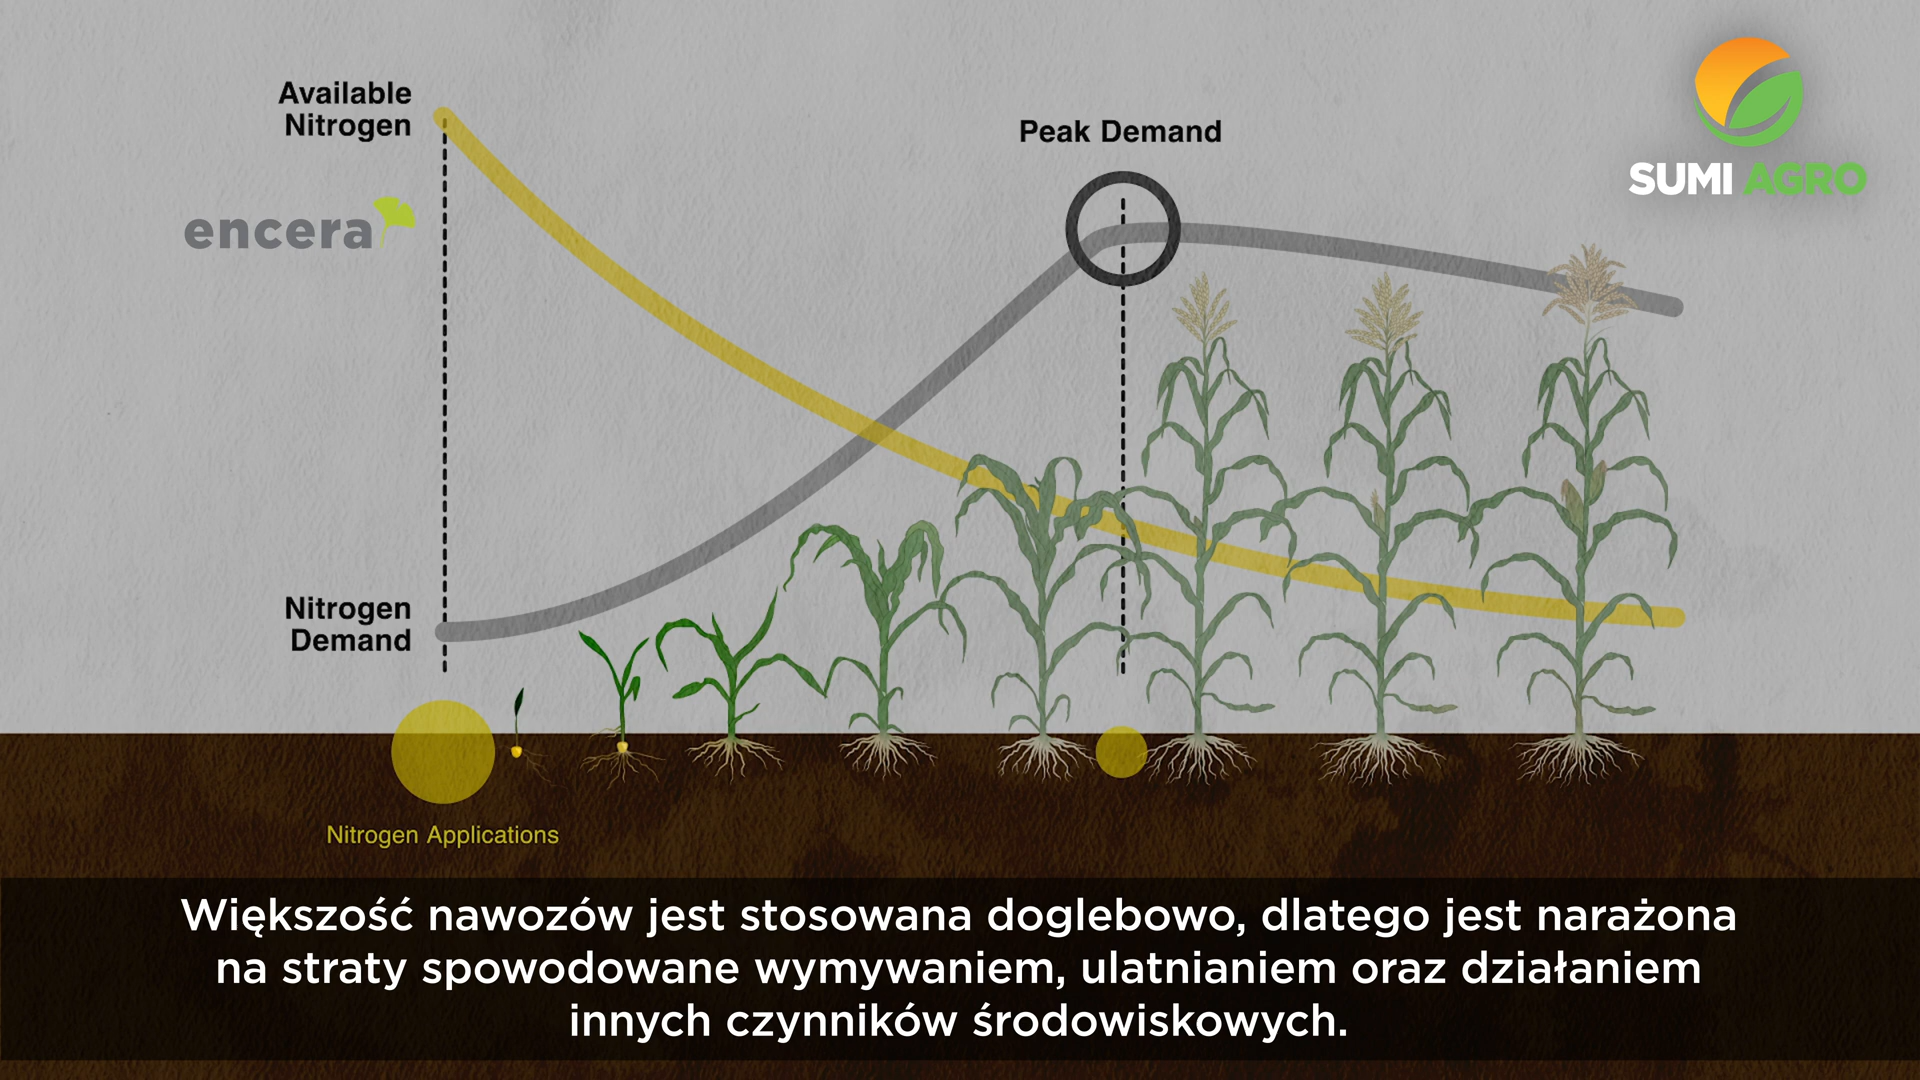 Available
Nitrogen
encera
Peak Demand
SUMI AGRO
Nitrogen
Demand
Nitrogen Applications
Większość nawozów jest stosowana doglebowo, dlatego jest narażona
na straty spowodowane wymywaniem, ulatnianiem oraz działaniem
innych czynników środowiskowych.